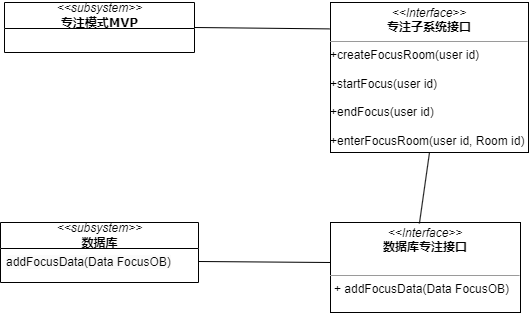 <<subsystem>>
专注模式MVP
<<Interface>>
专注子系统接口
+createFocusRoom(user id)
+startFocus(user id)
+endFocus(user id)
+enterFocusRoom(user id, Room id)
<<subsystem>>
数据库
addFocusData(Data FocusOB)
<<Interface>>
数据库专注接口
+ addFocusData(Data FocusOB)